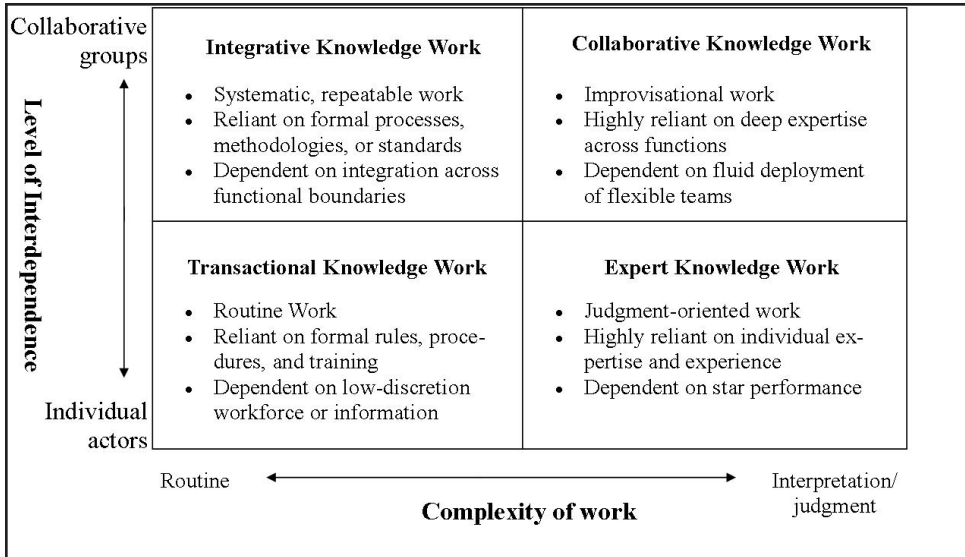 Collaborative
groups
Level of Interdependence
Individual
actors
Integrative Knowledge Work
• Systematic, repeatable work
• Reliant on formal processes,
methodologies, or standards
• Dependent on integration across
functional boundaries
Collaborative Knowledge Work
• Improvisational work
• Highly reliant on deep expertise
across functions
• Dependent on fluid deployment
of flexible teams
Transactional Knowledge Work
• Routine Work
• Reliant on formal rules, proce-
dures, and training
• Dependent on low-discretion
workforce or information
Expert Knowledge Work
• Judgment-oriented work
• Highly reliant on individual ex-
pertise and experience
• Dependent on star performance
Routine
Interpretation/
judgment
Complexity of work